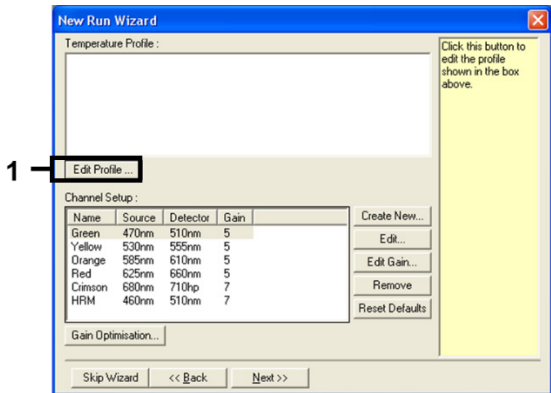 New Run Wizard
Temperature Profile :
Click this button to
edit the profile
shown in the box
above.
1
Edit Profile ...
Channel Setup :
Name Source Detector Gain
Green 470nm 510nm 5
Yellow 530nm 555nm 5
Orange 585nm 610nm 5
Red 625nm 660nm 5
Crimson 680nm 710hp 7
HRM 460nm 510nm 7
Create New...
Edit...
Edit Gain...
Remove
Reset Defaults
Gain Optimisation...
Skip Wizard << Back Next >>